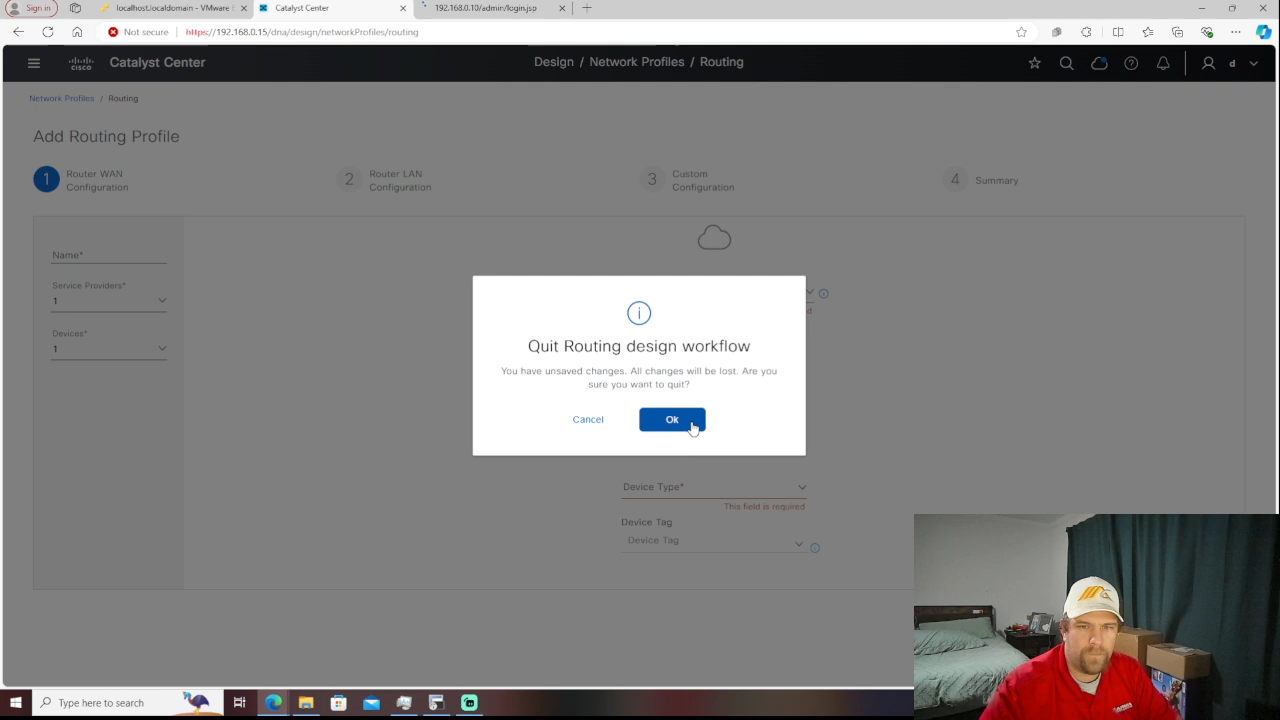 Sign in
localhost.localdomain - VMware
Catalyst Center
192.168.0.10/admin/login.jsp
Not secure
https://192.168.0.15/dna/design/networkProfiles/routing
CISCO
Catalyst Center
Design / Network Profiles / Routing
d
Network Profiles / Routing
Add Routing Profile
1
Router WAN
Configuration
2
Router LAN
Configuration
3
Custom
Configuration
4
Summary
Name*
Service Providers*
1
Devices*
1
Quit Routing design workflow
You have unsaved changes. All changes will be lost. Are you
sure you want to quit?
Cancel
Ok
Device Type*
This field is required
Device Tag
Device Tag
Type here to search